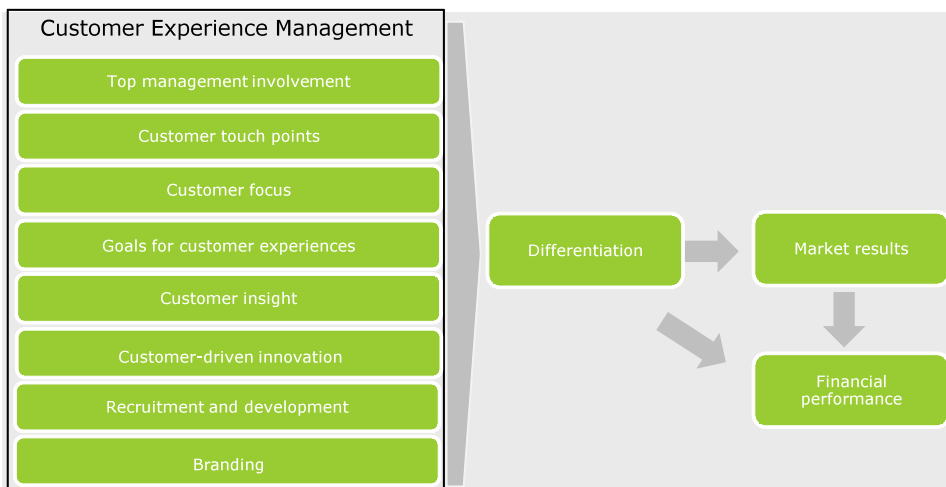 Customer Experience Management
Top management involvement
Customer touch points
Customer focus
Goals for customer experiences
Customer insight
Customer-driven innovation
Recruitment and development
Branding
Differentiation
Market results
Financial
performance